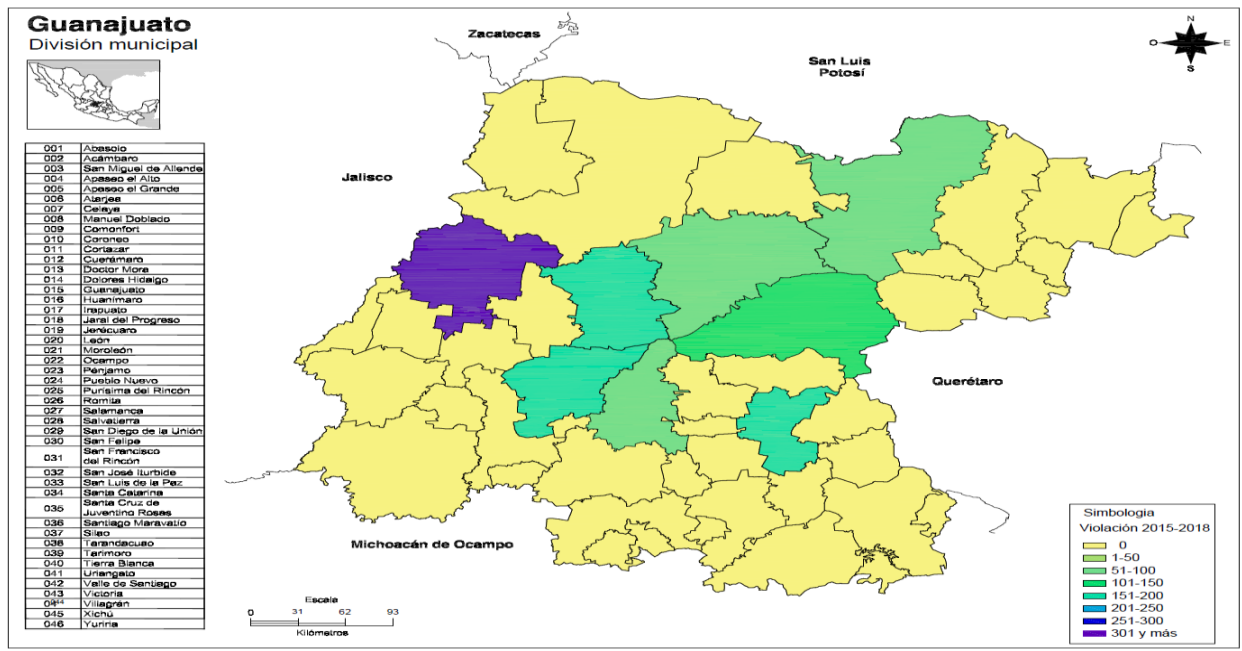 Guanajuato
División municipal
Zacatecas
San Luis
Potosí
Jalisco
Querétaro
Michoacán de Ocampo
N
O
E
S
001 Abasolo
002 Acámbaro
003 San Miguel de Allende
004 Apaseo el Alto
005 Apaseo el Grande
006 Atarjea
007 Celaya
008 Manuel Doblado
009 Comonfort
010 Coroneo
011 Cortazar
012 Cuerámaro
013 Doctor Mora
014 Dolores Hidalgo
015 Guanajuato
016 Huanímaro
017 Irapuato
018 Jaral del Progreso
019 Jerécuaro
020 León
021 Moroleón
022 Ocampo
023 Pénjamo
024 Pueblo Nuevo
025 Purísima del Rincón
026 Romita
027 Salamanca
028 Salvatierra
029 San Diego de la Unión
030 San Felipe
031 San Francisco
del Rincón
032 San José Iturbide
033 San Luis de la Paz
034 Santa Catarina
035 Santa Cruz de
Juventino Rosas
036 Santiago Maravatío
037 Silao
038 Tarandacuao
039 Tarimoro
040 Tierra Blanca
041 Uriangato
042 Valle de Santiago
043 Victoria
Villagrán
045 Xichú
046 Yuriria
Escala
0 31 62 93
Kilómetros
Simbologia
Violación 2015-2018
0
1-50
51-100
101-150
151-200
201-250
251-300
301 y más